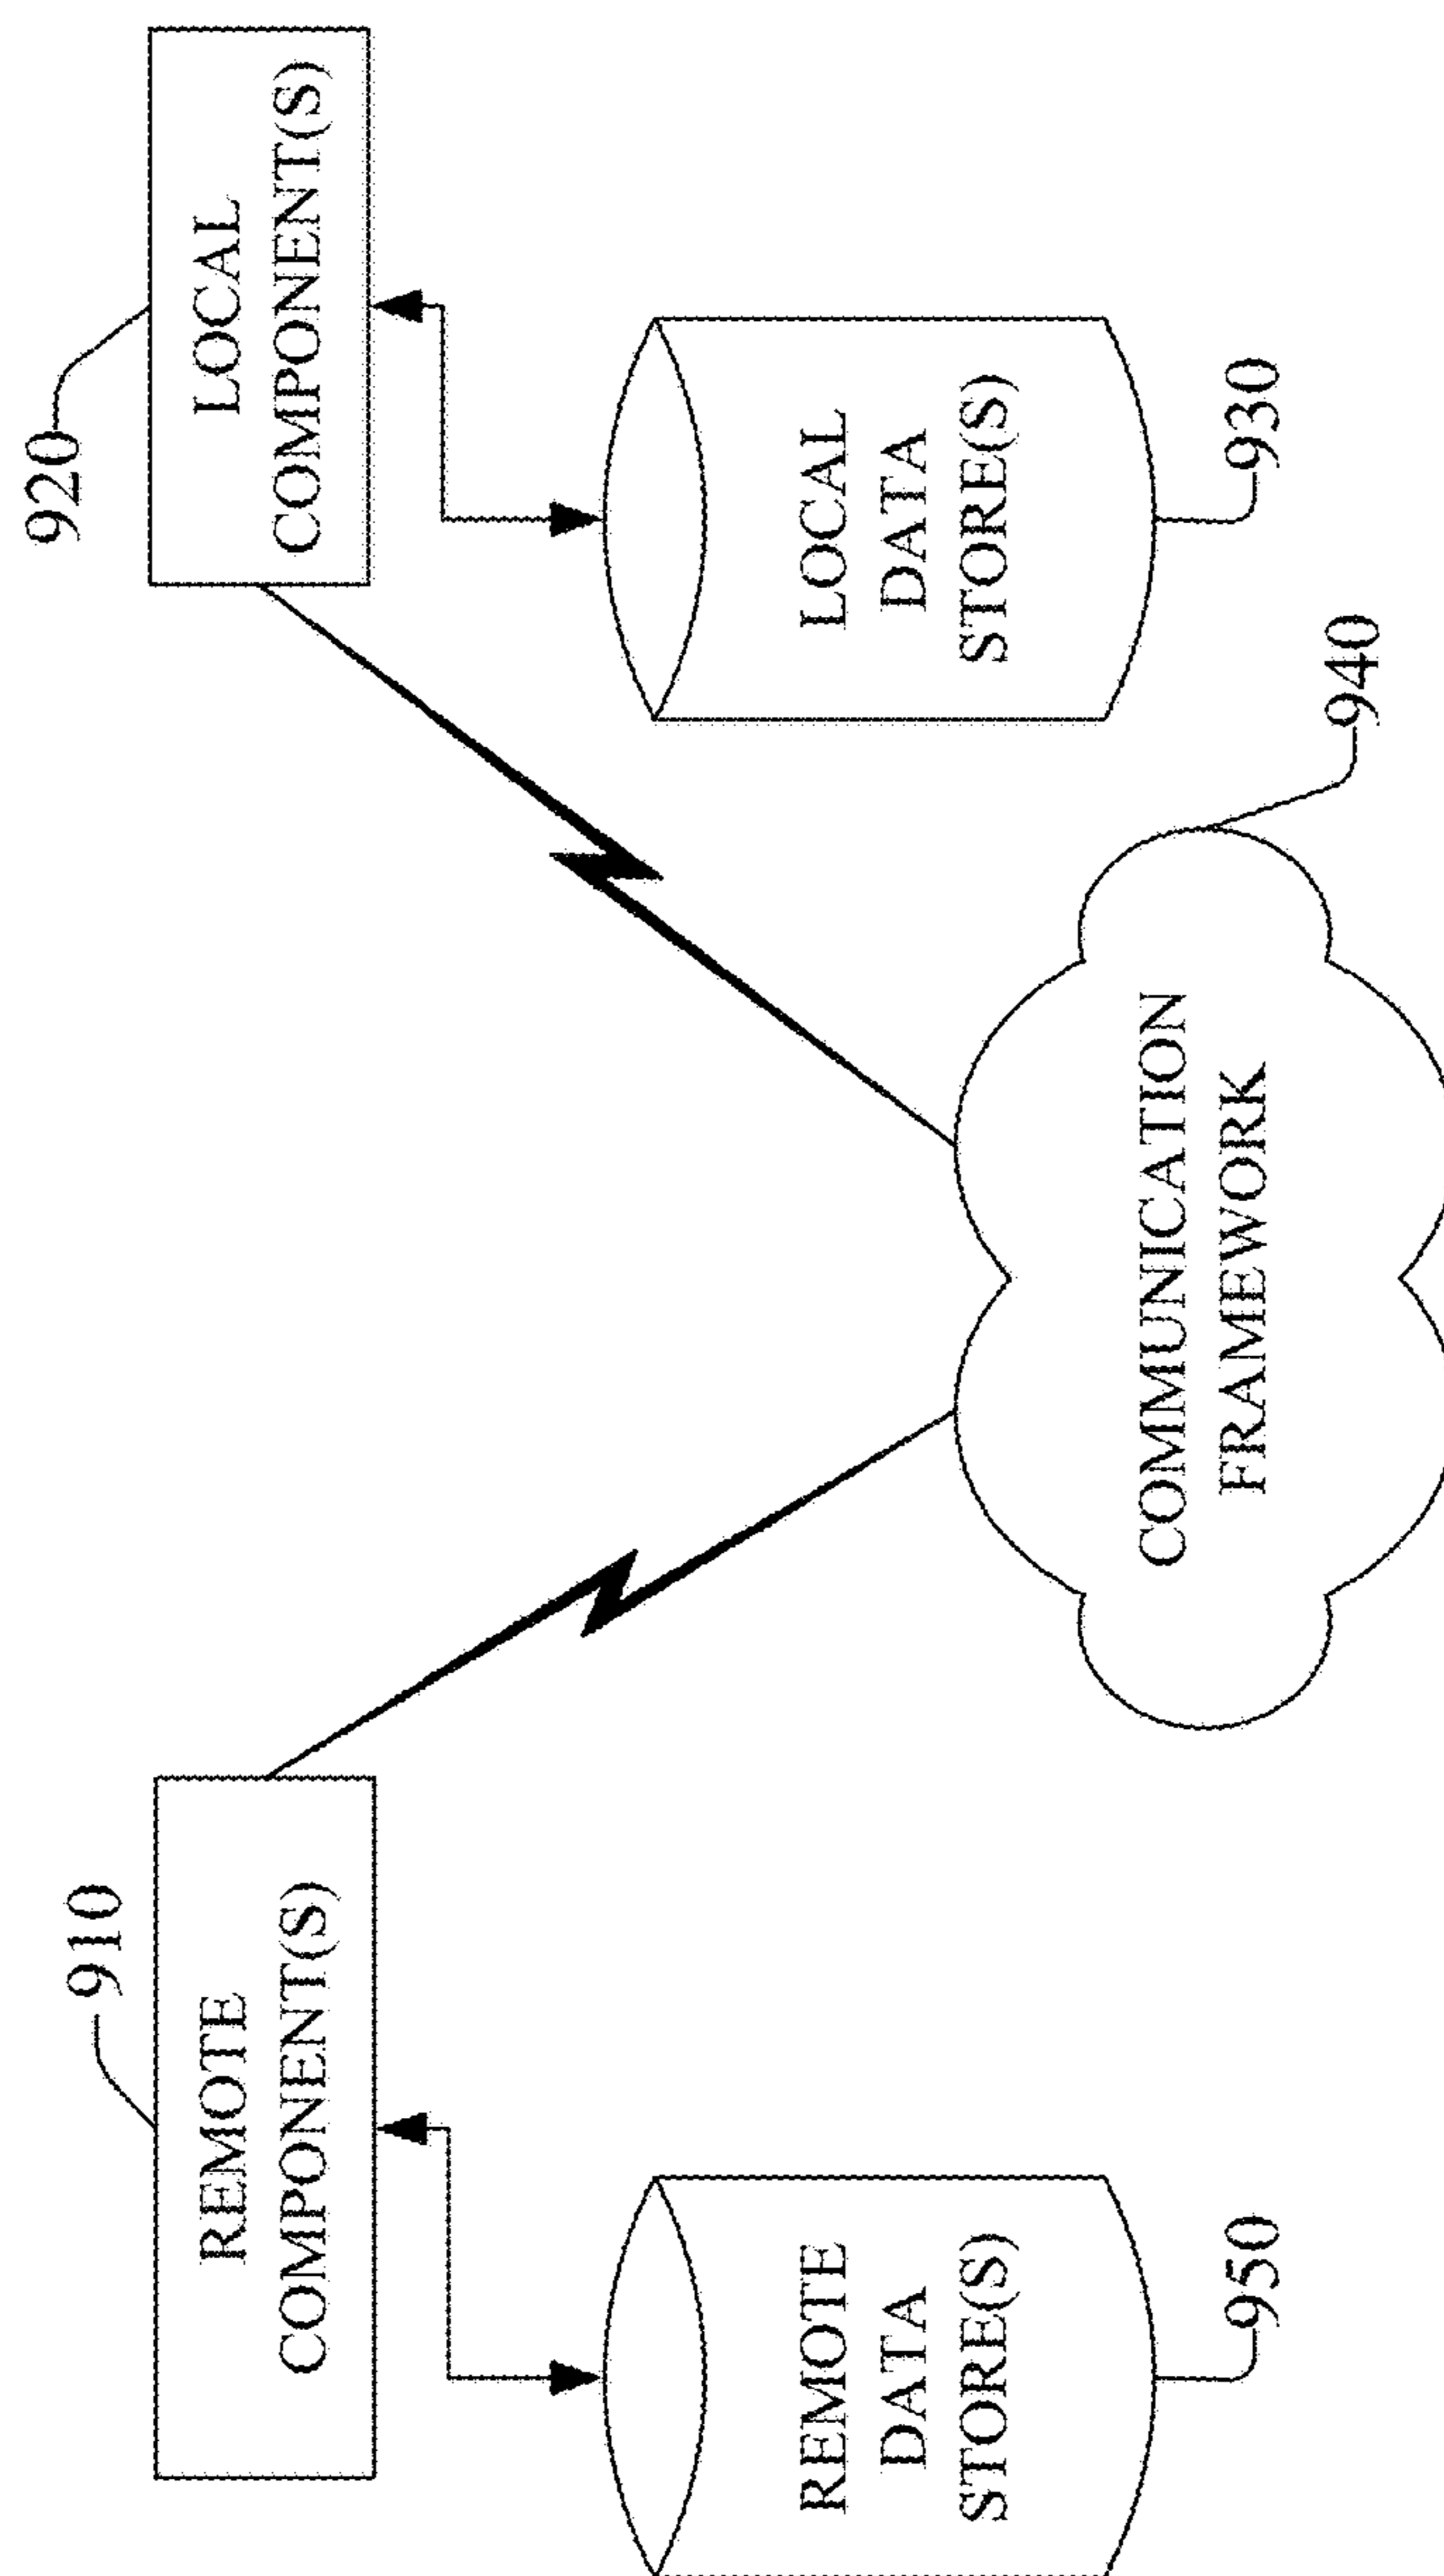 910
REMOTE
COMPONENT(S)
920
LOCAL
COMPONENT(S)
REMOTE
DATA
STORE(S)
950
LOCAL
DATA
STORE(S)
930
COMMUNICATION
FRAMEWORK
940